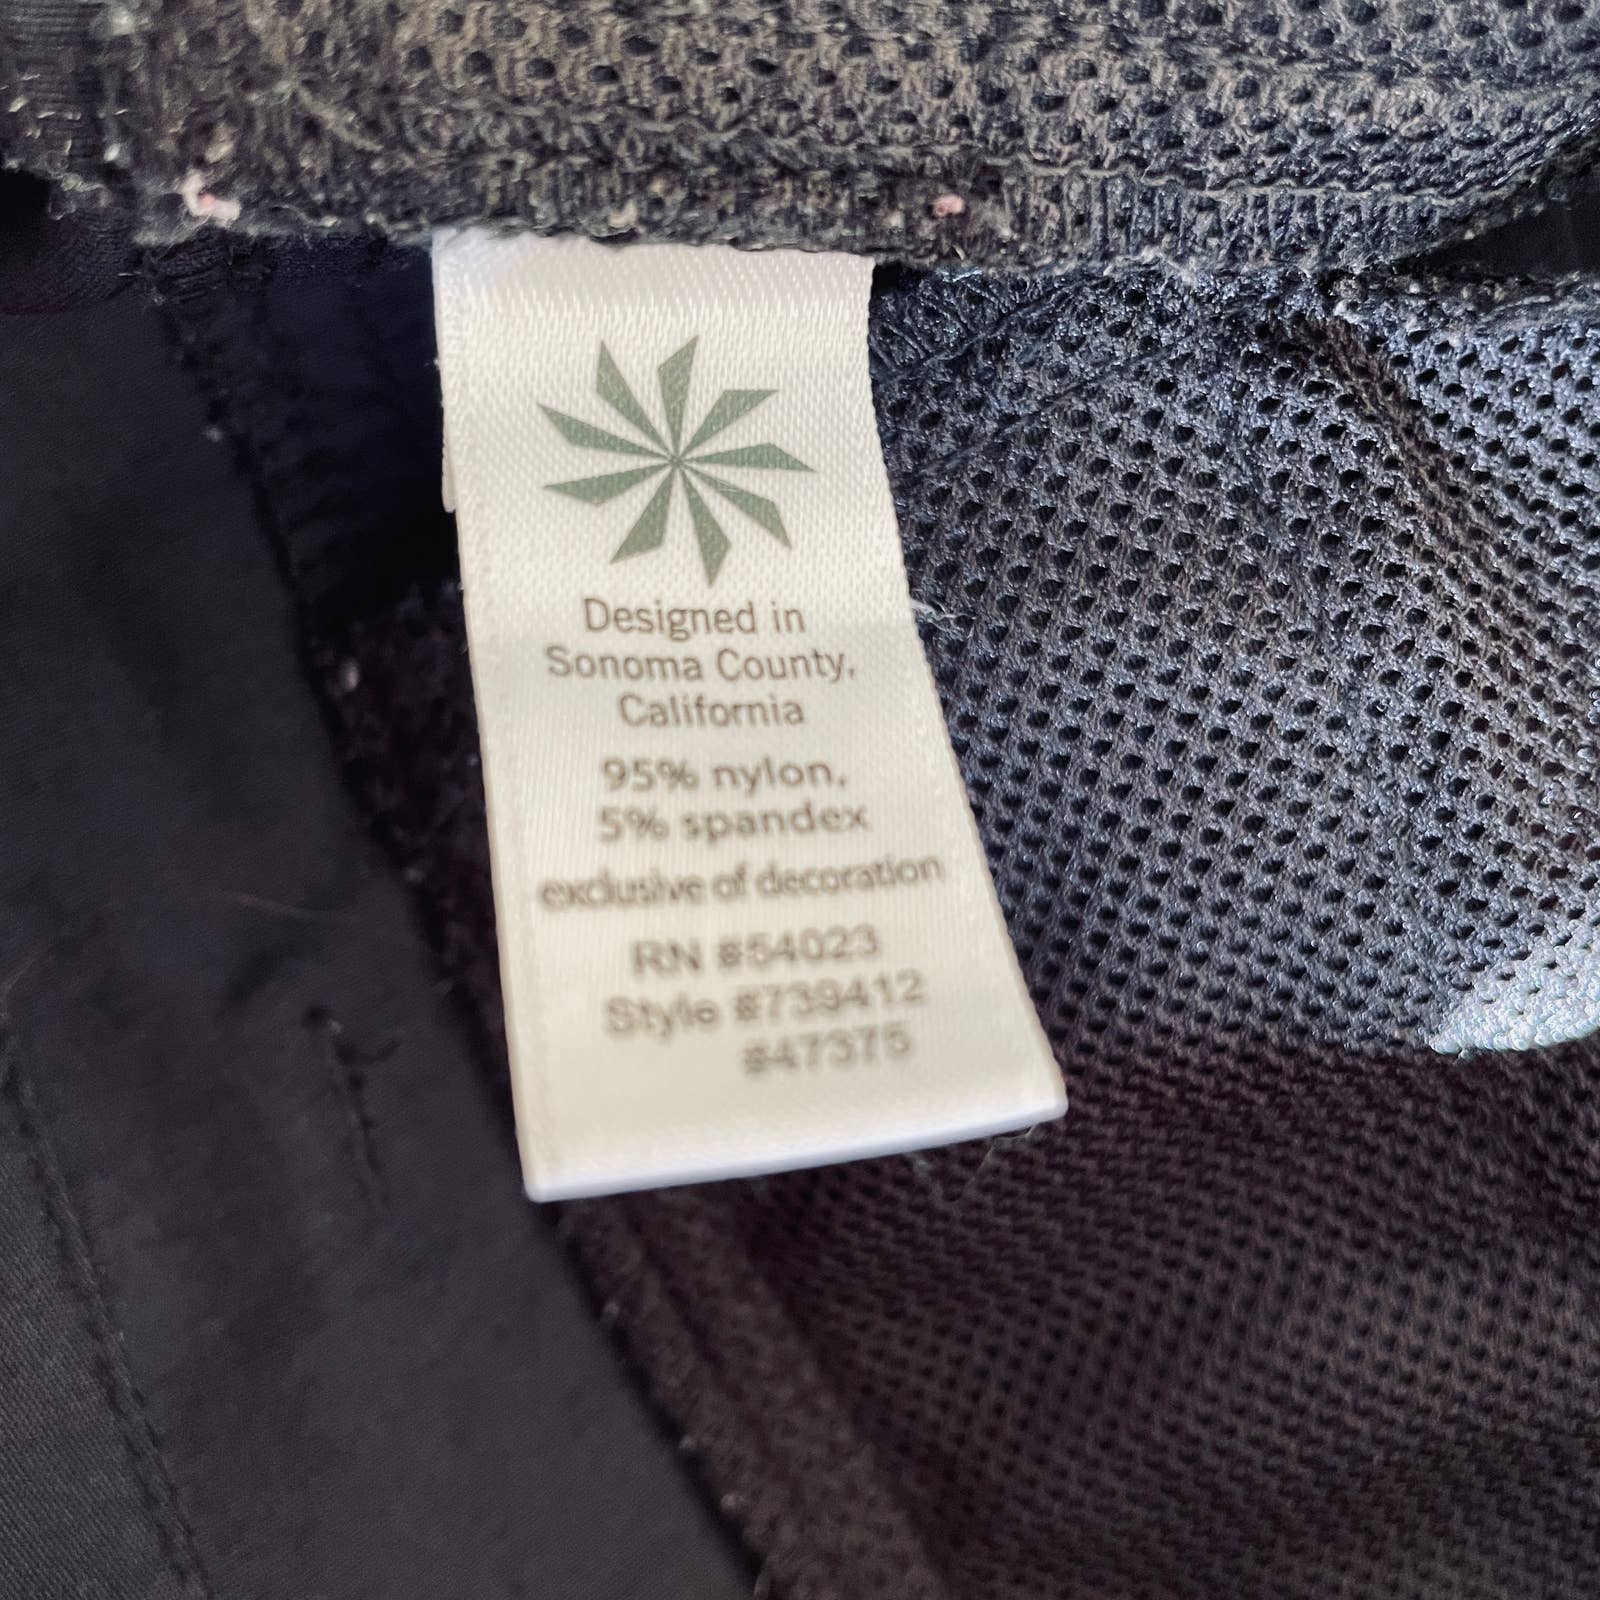 Designed in
Sonoma County,
California
95% nylon,
5% spandex
exclusive of decoration
RN #54023
Style #739412
#47375